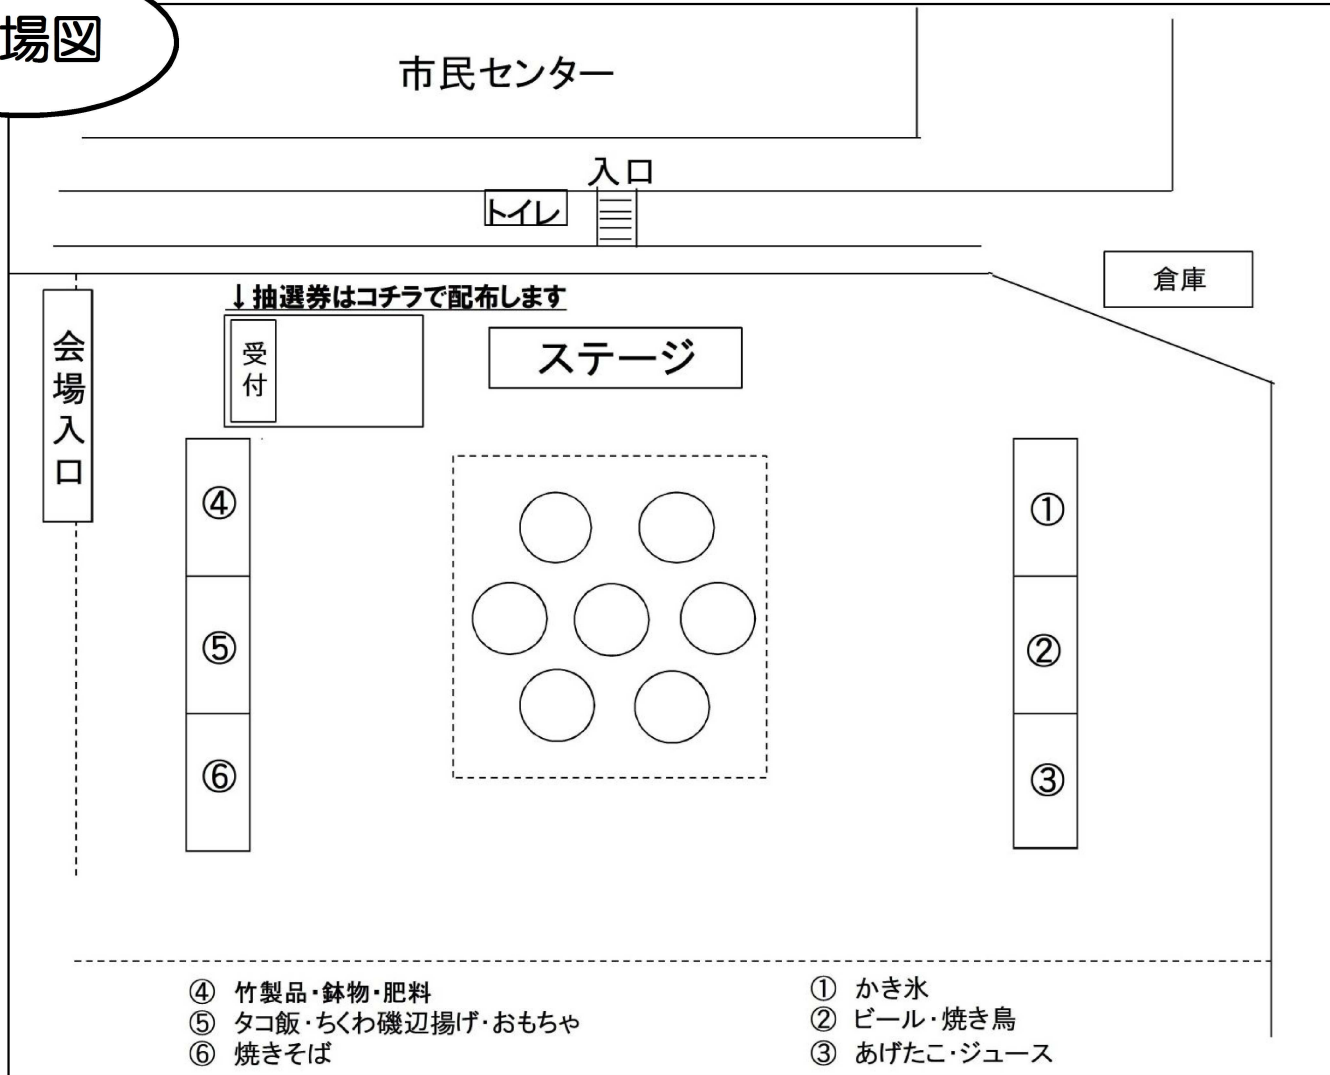 場図
市民センター
入口
トイレ
倉庫
↓抽選券はコチラで配布します
受付
ステージ
会場入口
④
⑤
⑥
①
②
③
④ 竹製品・鉢物・肥料
⑤ タコ飯・ちくわ磯辺揚げ・おもちゃ
⑥ 焼きそば
① かき氷
② ビール・焼き鳥
③ あげたこ・ジュース